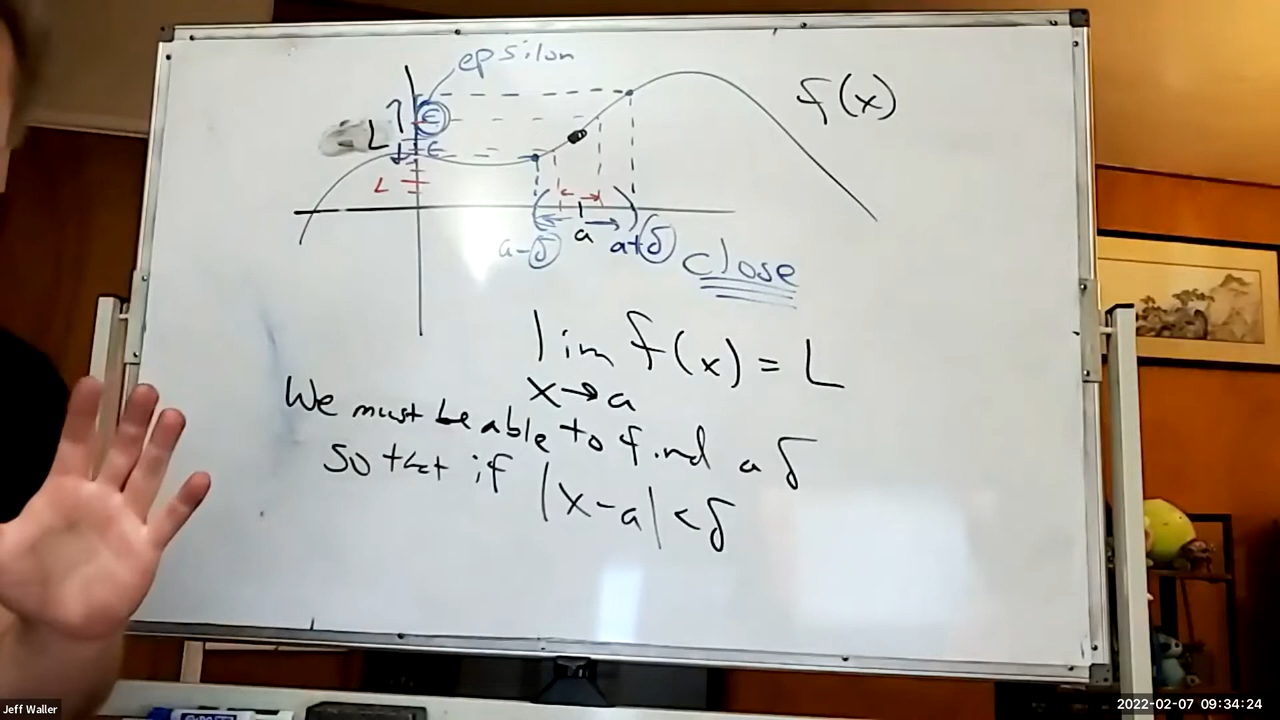 epsilon
f(x)
L
ϵ
ϵ
L
a-δ
a
a+δ
close
lim f(x) = L
x→a
We must be able to find a δ
so that if |x-a| < δ
Jeff Waller
2022-02-07 09:34:24